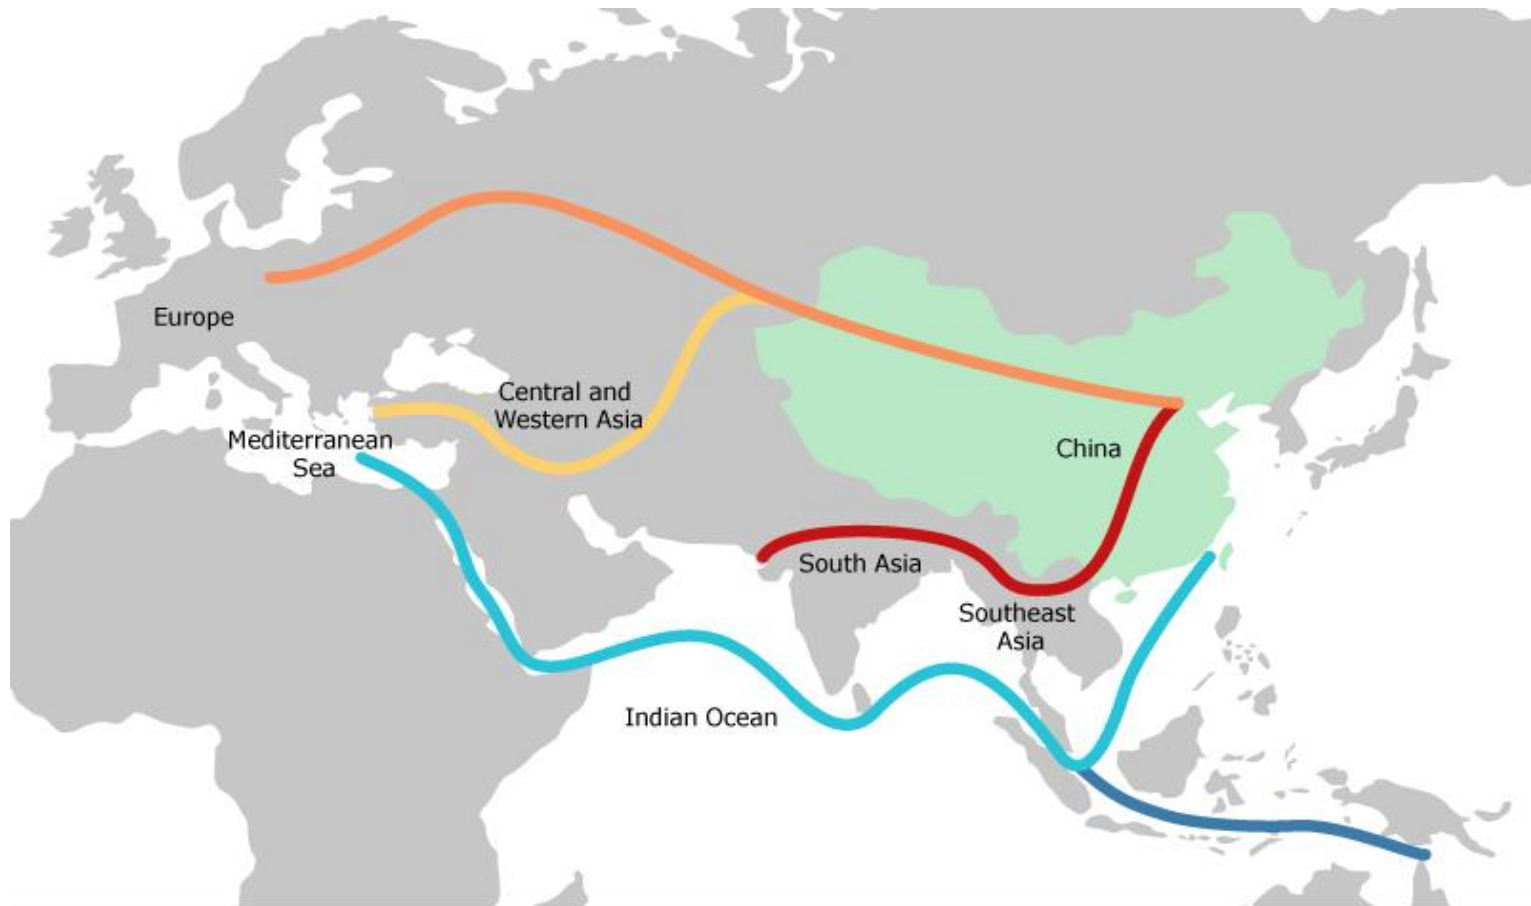 Europe
Central and
Western Asia
Mediterranean
Sea
China
South Asia
Southeast
Asia
Indian Ocean